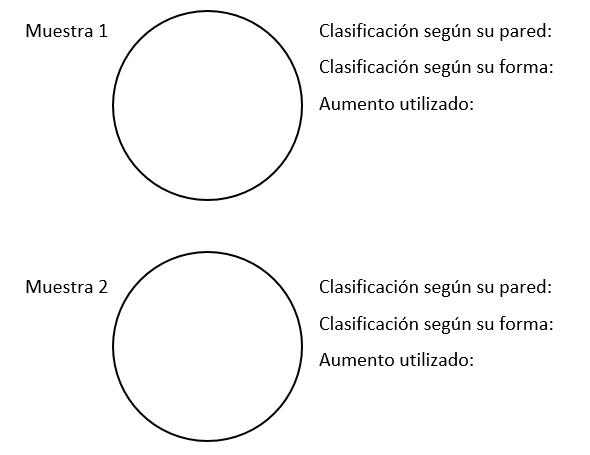 Muestra 1
Clasificación según su pared:
Clasificación según su forma:
Aumento utilizado:
Muestra 2
Clasificación según su pared:
Clasificación según su forma:
Aumento utilizado: